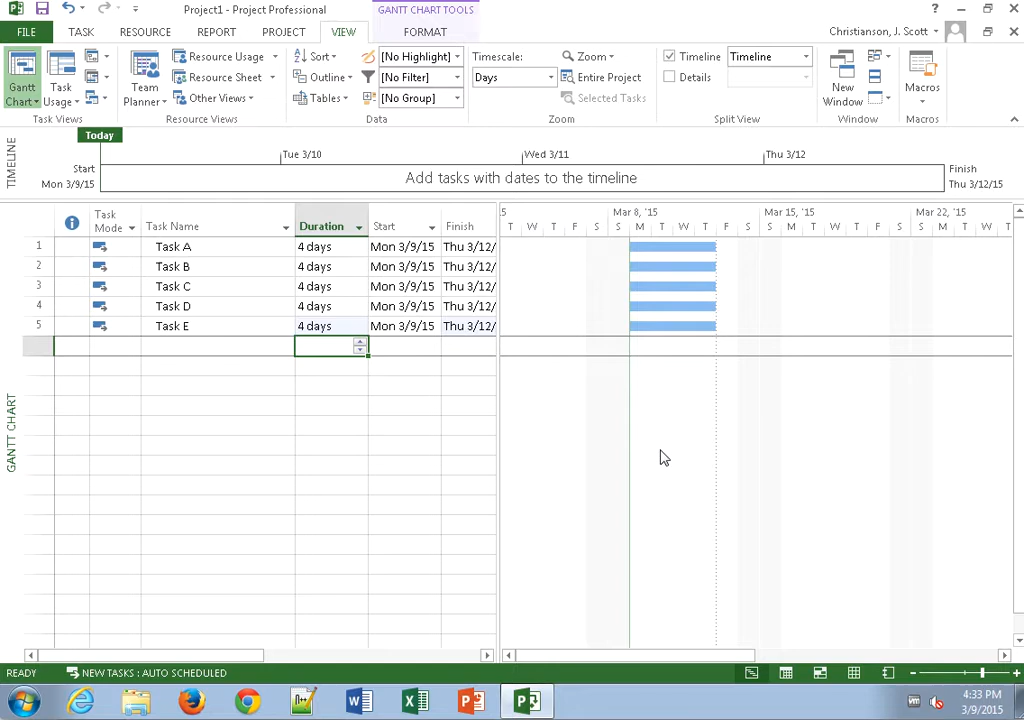 Project1 - Project Professional
GANTT CHART TOOLS
?
FILE
TASK
RESOURCE
REPORT
PROJECT
VIEW
FORMAT
Christianson, J. Scott
Gantt Chart
Task Usage
Task Views
Team Planner
Resource Usage
Resource Sheet
Other Views
Resource Views
Sort
Outline
Tables
[No Highlight]
[No Filter]
[No Group]
Data
Timescale:
Days
Zoom
Entire Project
Selected Tasks
Zoom
Timeline
Timeline
Details
Split View
New Window
Window
Macros
Macros
Today
TIMELINE
Start
Mon 3/9/15
Tue 3/10
Wed 3/11
Thu 3/12
Add tasks with dates to the timeline
Finish
Thu 3/12/15
Task Mode
Task Name
Duration
Start
Finish
5
Mar 8, '15
Mar 15, '15
Mar 22, '15
T W T F S S M T W T F S S M T W T F S S M T W T
1 Task A 4 days Mon 3/9/15 Thu 3/12/
2 Task B 4 days Mon 3/9/15 Thu 3/12/
3 Task C 4 days Mon 3/9/15 Thu 3/12/
4 Task D 4 days Mon 3/9/15 Thu 3/12/
5 Task E 4 days Mon 3/9/15 Thu 3/12/
GANTT CHART
READY
NEW TASKS : AUTO SCHEDULED
4:33 PM
3/9/2015